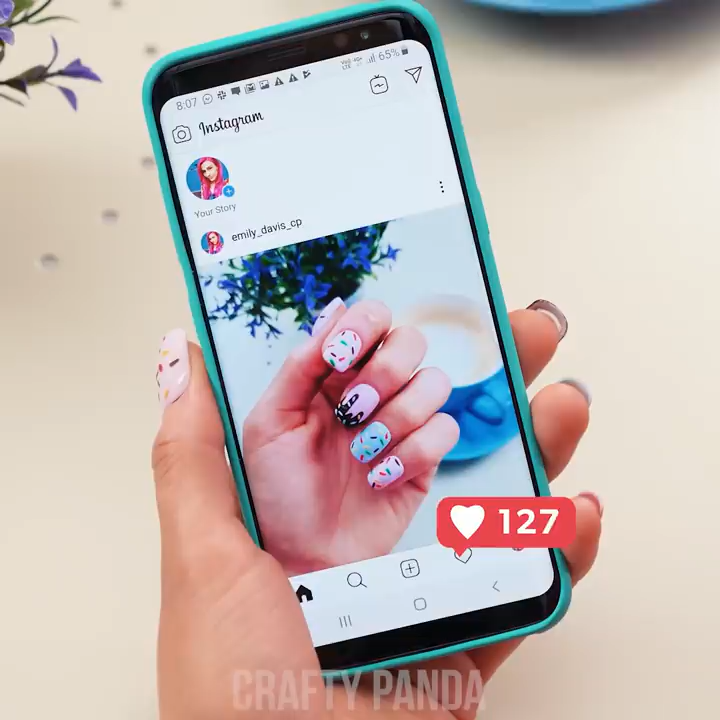 8:07
65%
Instagram
Your Story
emily_davis_cp
127
CRAFTY PANDA